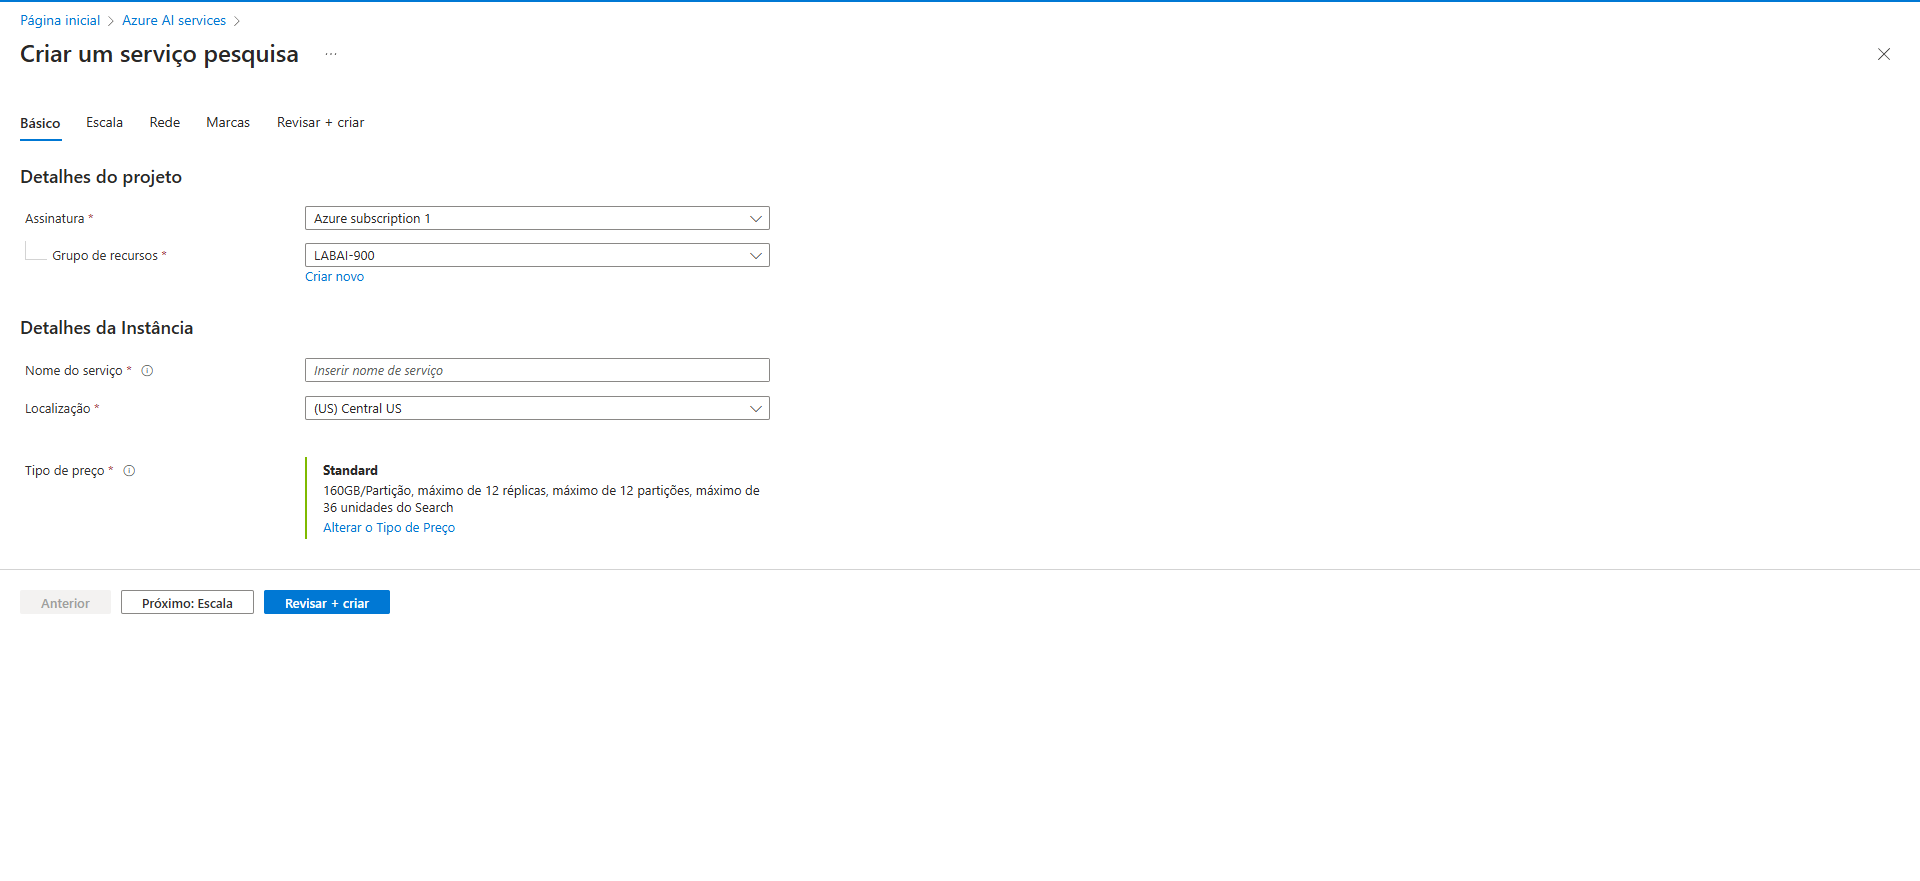 Página inicial > Azure AI services >
Criar um serviço pesquisa ...
Básico Escala Rede Marcas Revisar + criar
Detalhes do projeto
Assinatura * Azure subscription 1
Grupo de recursos * LABAI-900
Criar novo
Detalhes da Instância
Nome do serviço * Inserir nome de serviço
Localização * (US) Central US
Tipo de preço * Standard
160GB/Partição, máximo de 12 réplicas, máximo de 12 partições, máximo de
36 unidades do Search
Alterar o Tipo de Preço
Anterior Próximo: Escala Revisar + criar